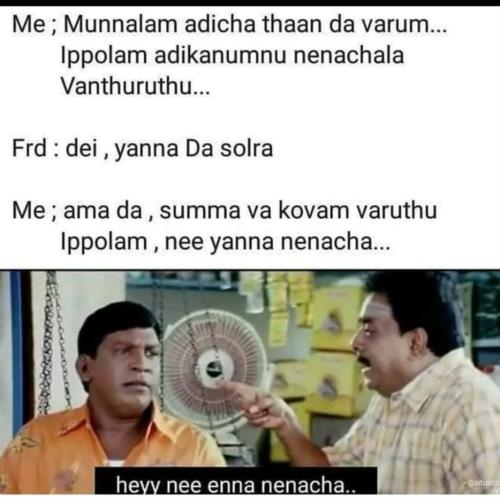 Me ; Munnalam adicha thaan da varum...
Ippolam adikanumnu nenachala
Vanthuruthu...
Frd : dei , yanna Da solra
Me ; ama da , summa va kovam varuthu
Ippolam , nee yanna nenacha...
heyy nee enna nenacha..